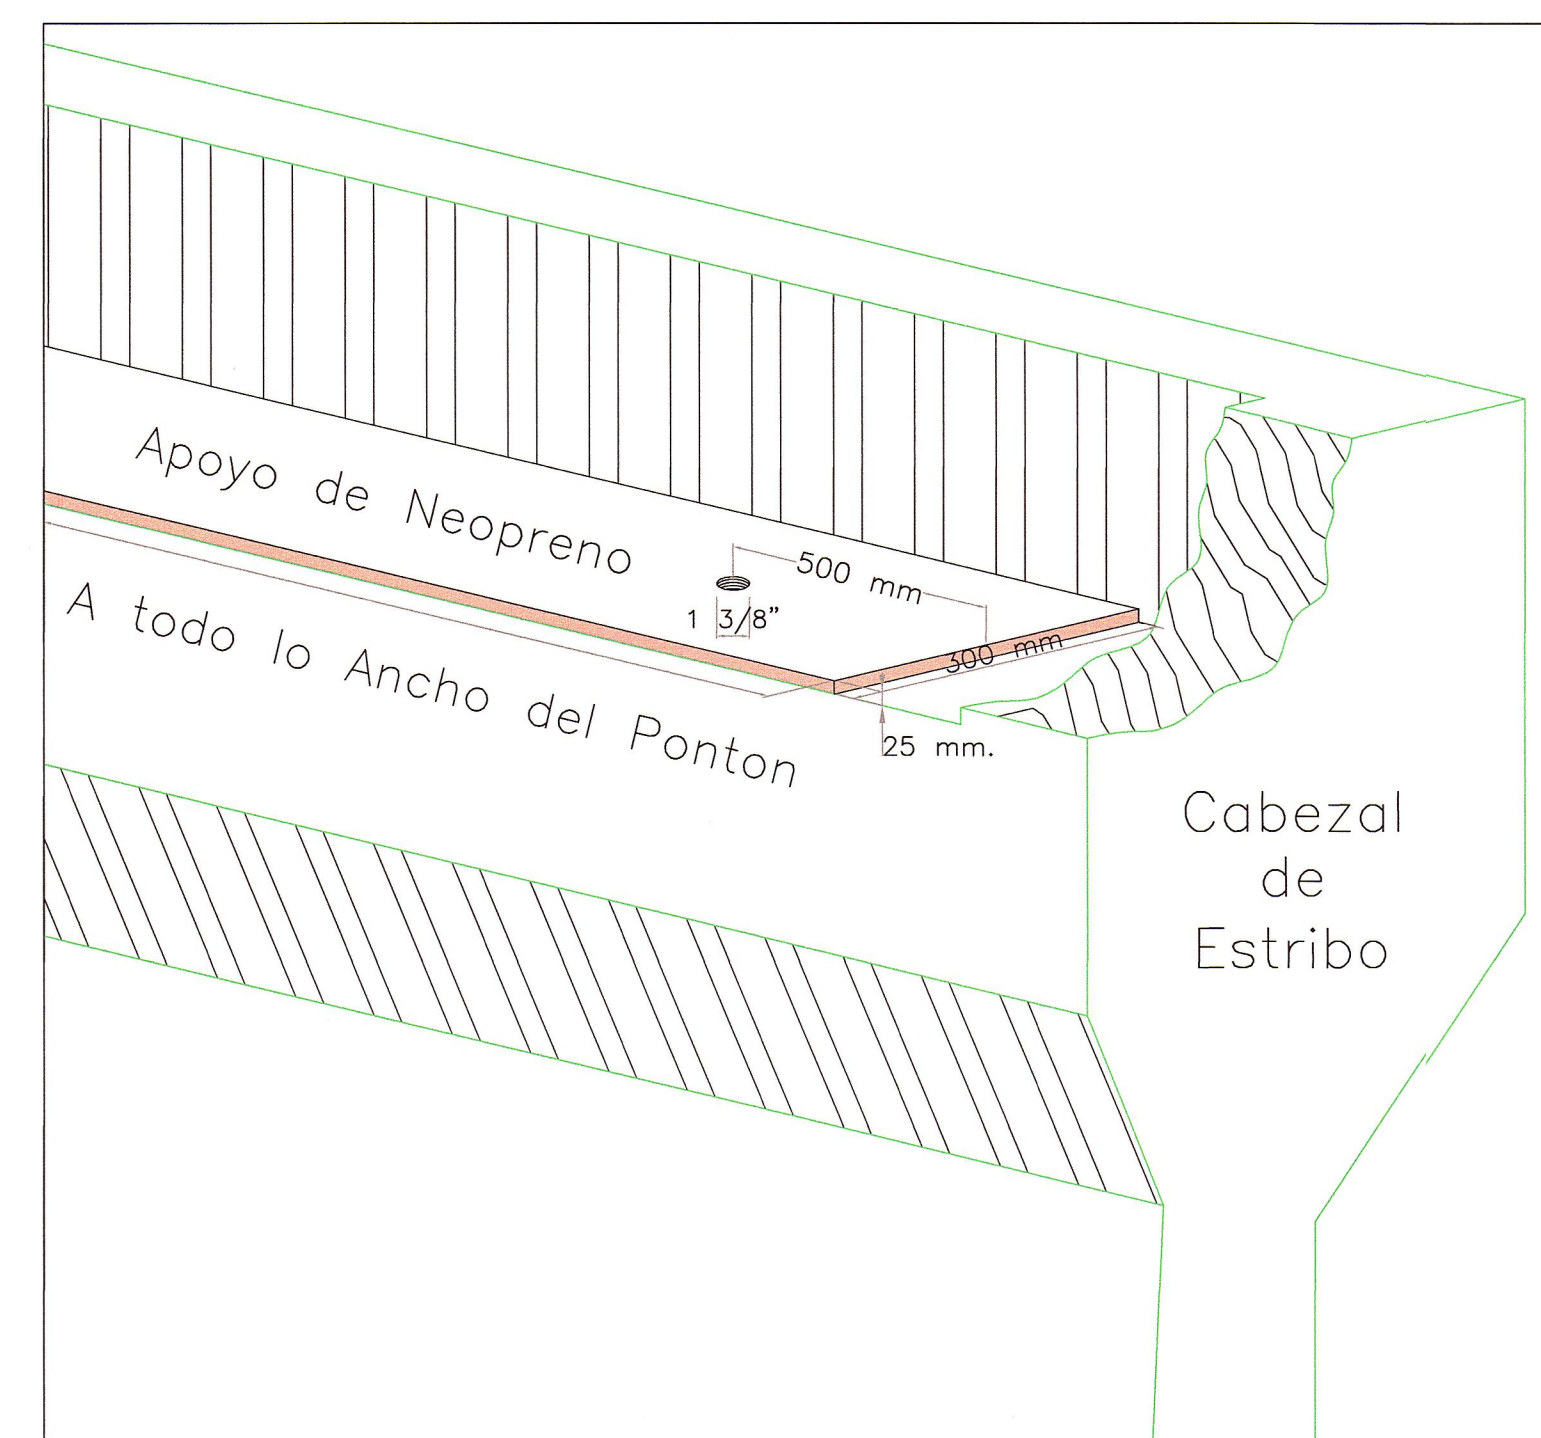 Apoyo de Neopreno
500 mm
1 3/8"
300 mm
A todo lo Ancho del Ponton
25 mm.
Cabezal
de
Estribo